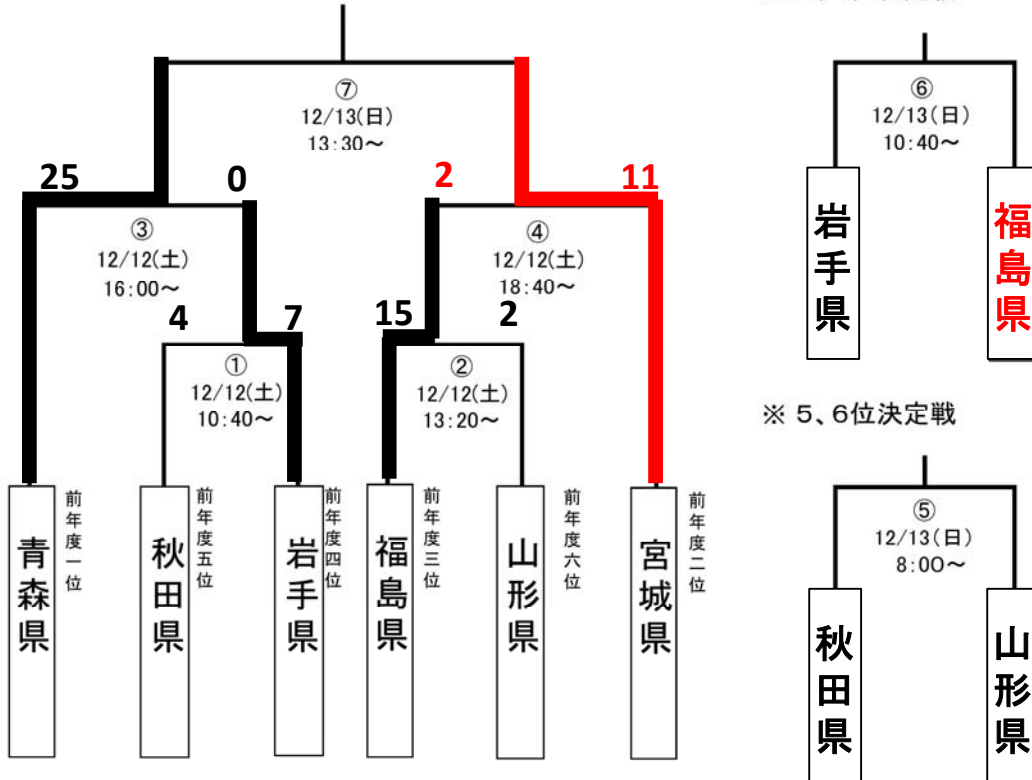 ⑦
12/13(日)
13:30～
25
0
2
11
③
12/12(土)
16:00～
④
12/12(土)
18:40～
4
7
15
2
①
12/12(土)
10:40～
②
12/12(土)
13:20～
青森県
前年度一位
秋田県
前年度五位
岩手県
前年度四位
福島県
前年度三位
山形県
前年度六位
宮城県
前年度二位
⑥
12/13(日)
10:40～
岩手県
福島県
※ 5、6位決定戦
⑤
12/13(日)
8:00～
秋田県
山形県